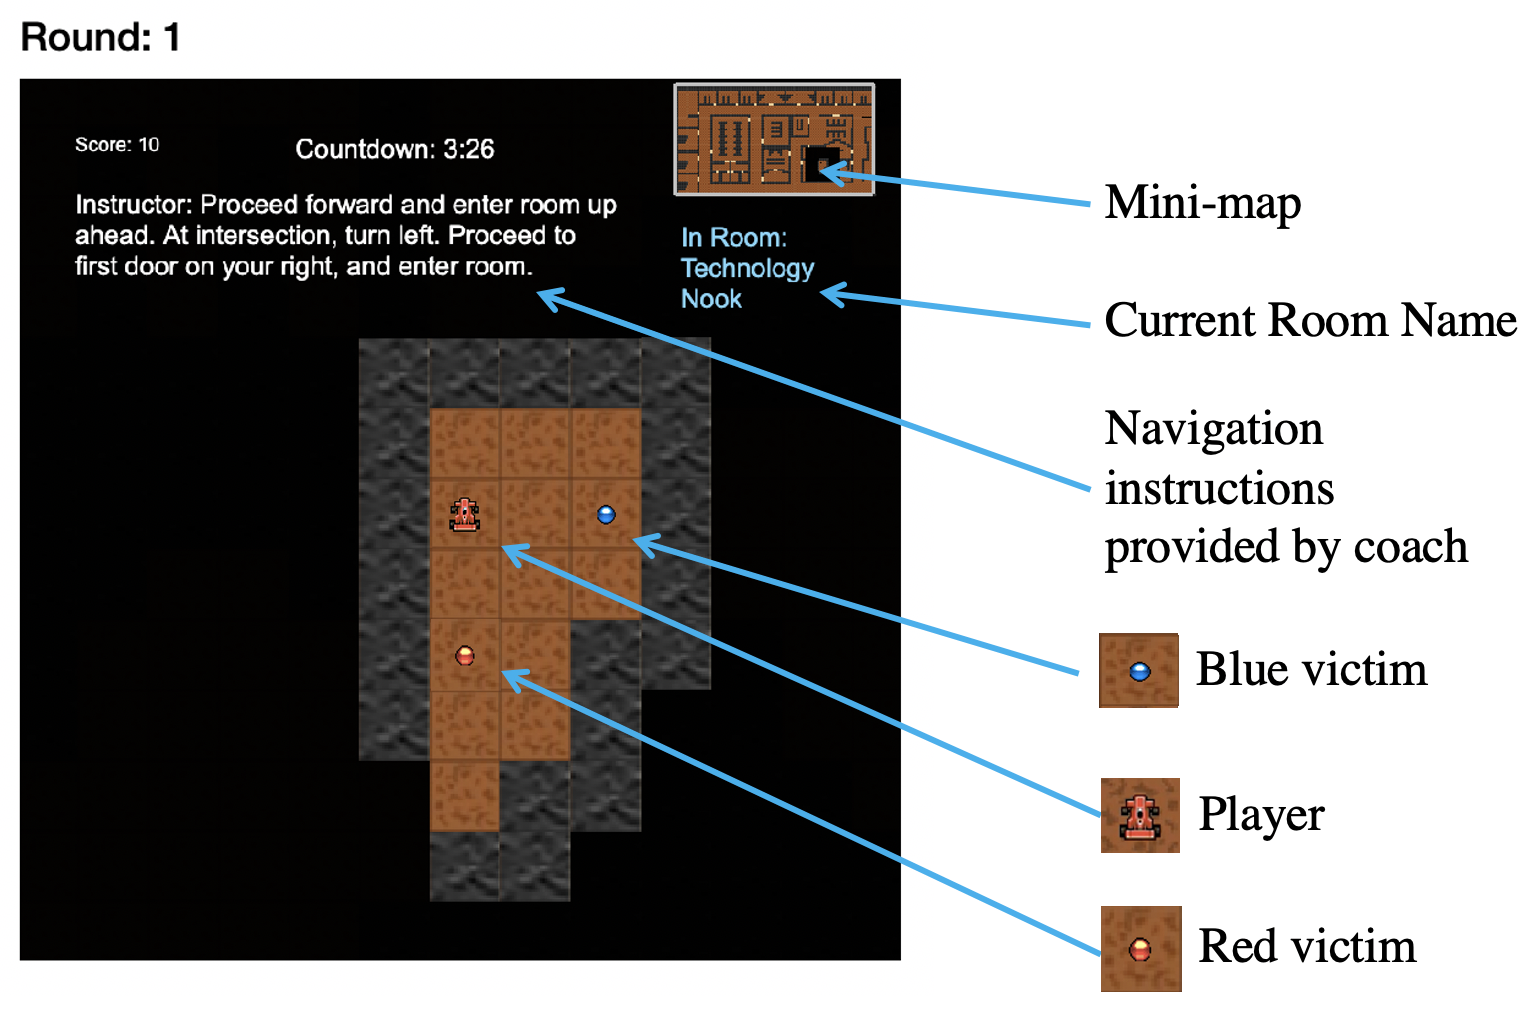 Round: 1
Score: 10
Countdown: 3:26
Instructor: Proceed forward and enter room up
ahead. At intersection, turn left. Proceed to
first door on your right, and enter room.
In Room:
Technology
Nook
Mini-map
Current Room Name
Navigation
instructions
provided by coach
Blue victim
Player
Red victim